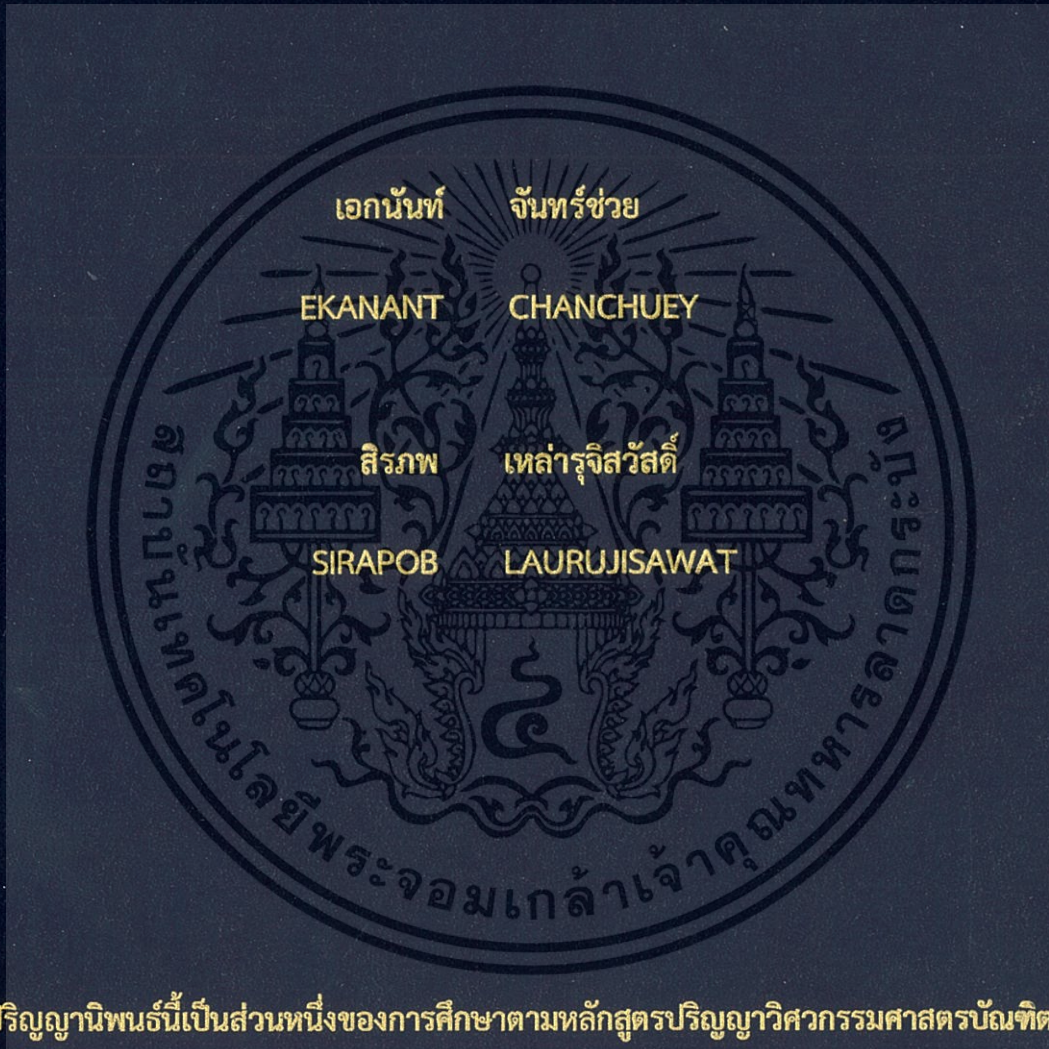 เอกนันท์ จันทร์ช่วย
EKANANT CHANCHUEY
สิรภพ เหล่ารุจิสวัสดิ์
SIRAPOB LAURUJISAWAT
สถาบันเทคโนโลยีพระจอมเกล้าเจ้าคุณทหารลาดกระบัง
๔
ปริญญานิพนธ์นี้เป็นส่วนหนึ่งของการศึกษาตามหลักสูตรปริญญาวิศวกรรมศาสตรบัณฑิต